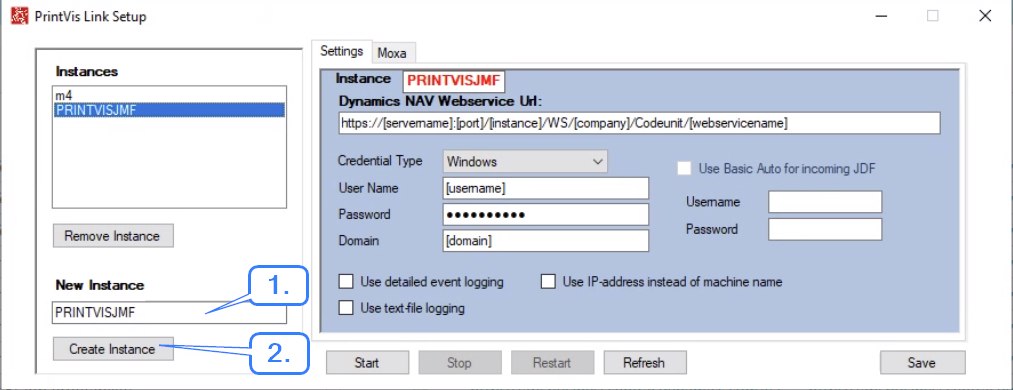 PrintVis Link Setup
Instances
m4
PRINTVISJMF
Remove Instance
New Instance
PRINTVISJMF
Create Instance
1.
2.
Settings
Moxa
Instance PRINTVISJMF
Dynamics NAV Webservice Url:
https://[servername]:[port]/[instance]/WS/[company]/Codeunit/[webservicename]
Credential Type Windows
User Name [username]
Password ●●●●●●●●●●
Domain [domain]
Use Basic Auto for incoming JDF
Username
Password
Use detailed event logging
Use IP-address instead of machine name
Use text-file logging
Start
Stop
Restart
Refresh
Save